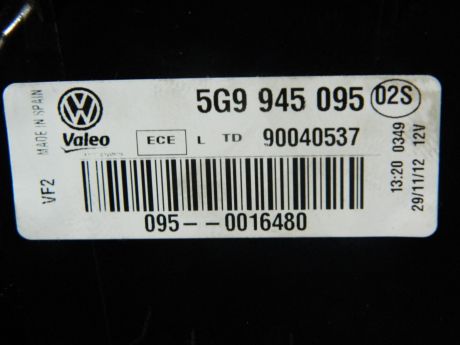 MADE IN SPAIN
VF2
Valeo
5G9 945 095 02S
ECE L TD 90040537
095--0016480
13:20 0349
29/11/12 12V